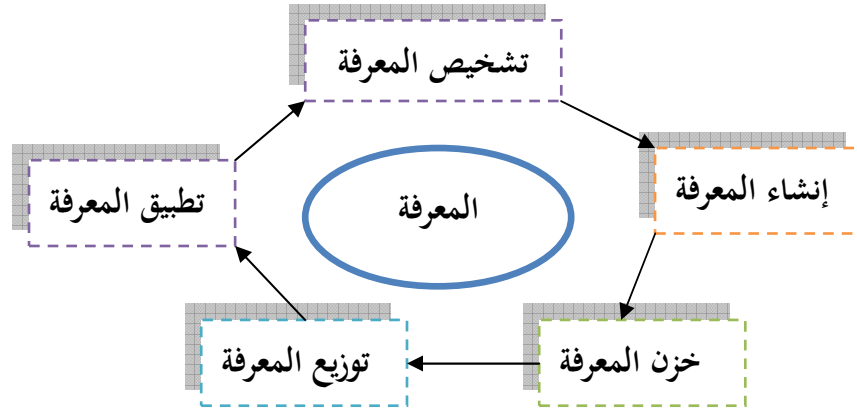 تشخيص المعرفة
إنشاء المعرفة
المعرفة
تطبيق المعرفة
خزن المعرفة
توزيع المعرفة